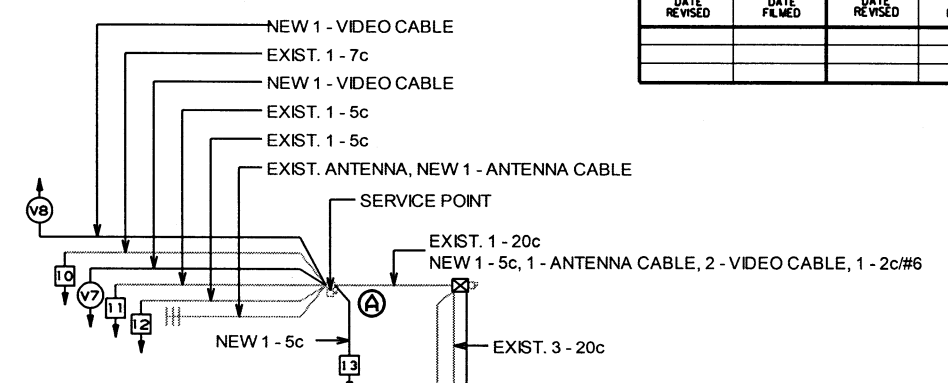 DATE REVISED
DATE FILMED
DATE REVISED
NEW 1 - VIDEO CABLE
EXIST. 1 - 7c
NEW 1 - VIDEO CABLE
EXIST. 1 - 5c
EXIST. 1 - 5c
EXIST. ANTENNA, NEW 1 - ANTENNA CABLE
SERVICE POINT
V8
EXIST. 1 - 20c
NEW 1 - 5c, 1 - ANTENNA CABLE, 2 - VIDEO CABLE, 1 - 2c/#6
10
V7
11
12
A
NEW 1 - 5c
EXIST. 3 - 20c
13